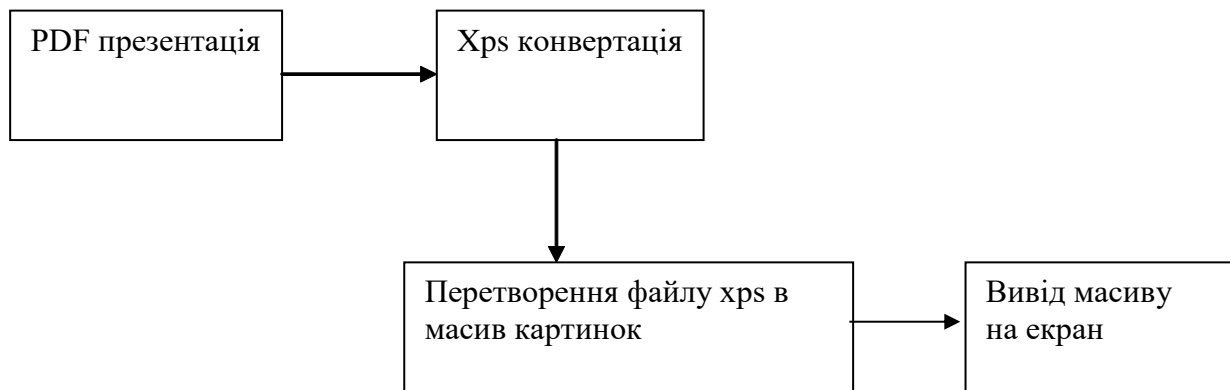 PDF презентація
Xps конвертація
Перетворення файлу xps в
масив картинок
Вивід масиву
на екран